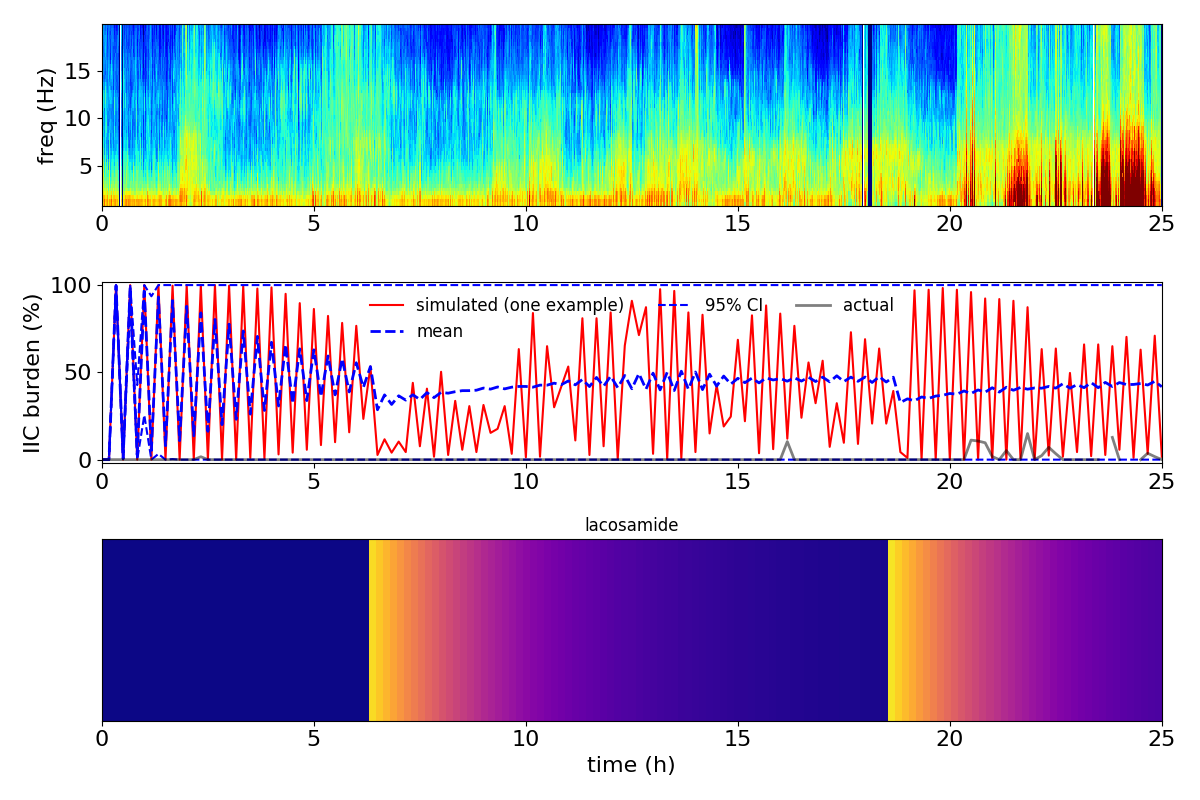 freq (Hz)
15
10
5
0 5 10 15 20 25
IIC burden (%)
100
50
0
simulated (one example)
mean
95% CI
actual
0 5 10 15 20 25
lacosamide
0 5 10 15 20 25
time (h)